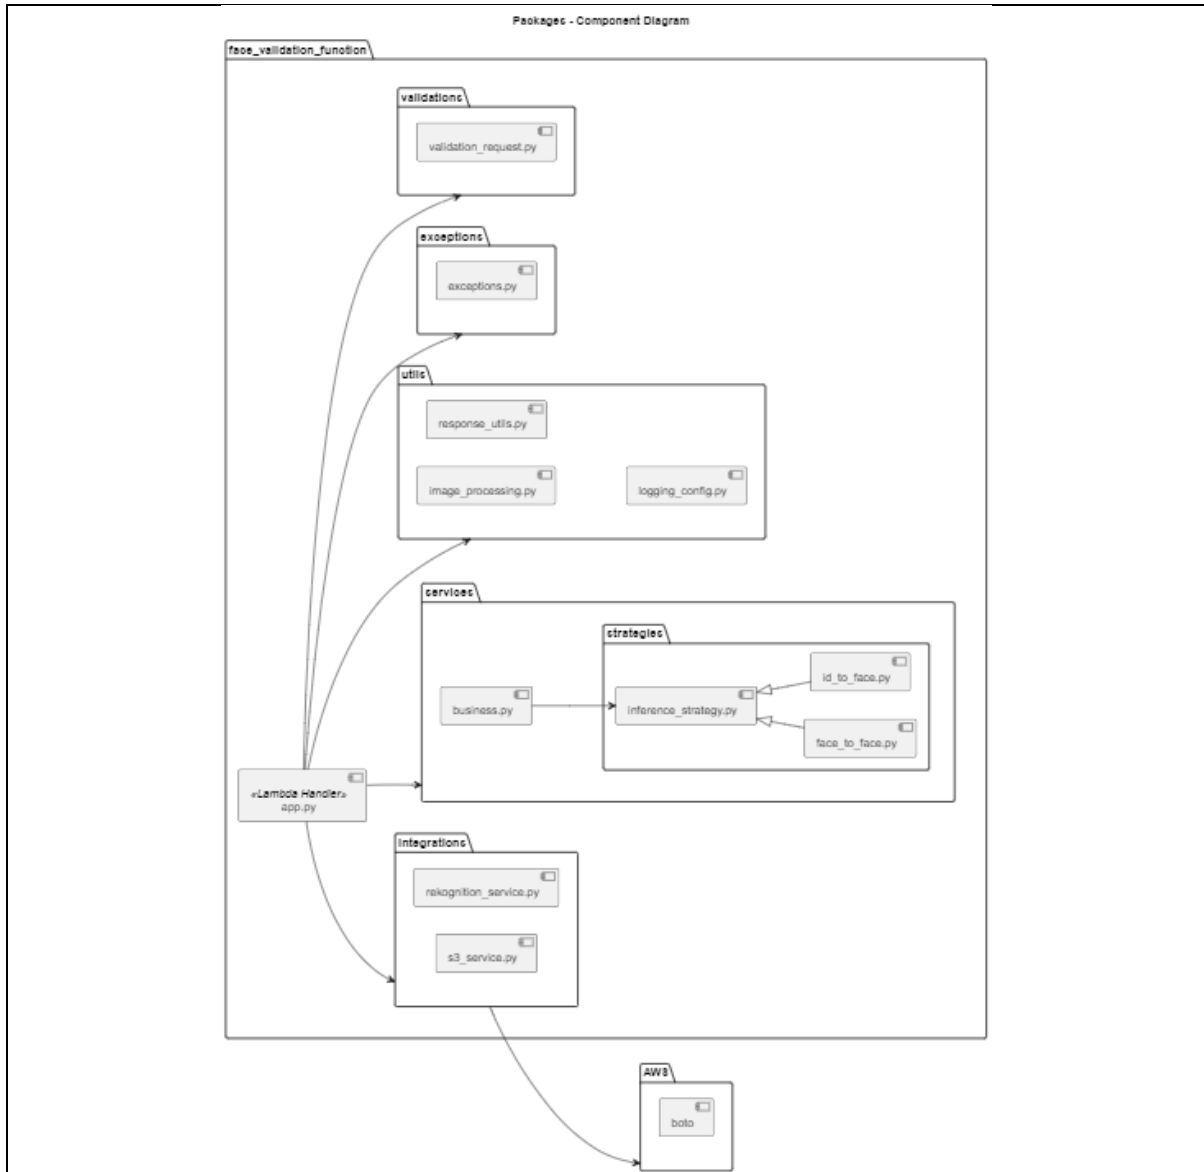 Packages - Component Diagram
face_validation_function
validations
validation_request.py
exceptions
exceptions.py
utils
response_utils.py
image_processing.py
logging_config.py
services
strategies
id_to_face.py
business.py
inference_strategy.py
face_to_face.py
«Lambda Handler»
app.py
integrations
rekognition_service.py
s3_service.py
AWS
boto